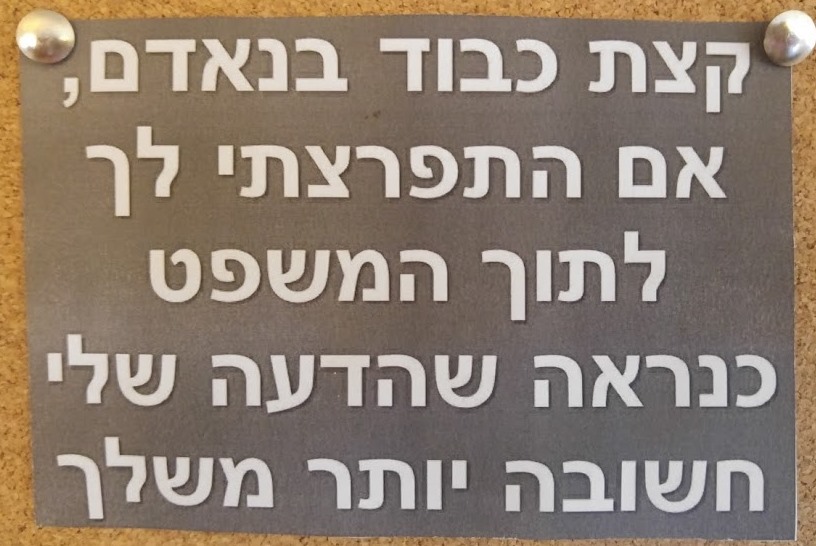 קצת כבוד בנאדם,
אם התפרצתי לך
לתוך המשפט
כנראה שהדעה שלי
חשובה יותר משלך